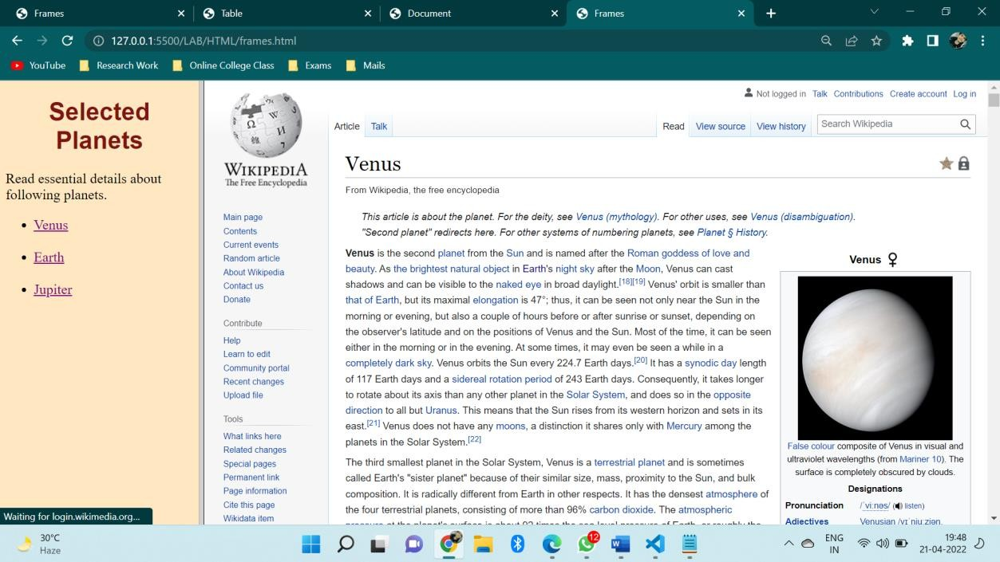 Frames
Table
Document
Frames
127.0.0.1:5500/LAB/HTML/frames.html
YouTube
Research Work
Online College Class
Exams
Mails
Selected
Planets
Read essential details about
following planets.
Venus
Earth
Jupiter
WIKIPEDIA
The Free Encyclopedia
Main page
Contents
Current events
Random article
About Wikipedia
Contact us
Donate
Contribute
Help
Learn to edit
Community portal
Recent changes
Upload file
Tools
What links here
Related changes
Special pages
Permanent link
Page information
Cite this page
Wikidata item
Not logged in Talk Contributions Create account Log in
Article Talk
Read View source View history
Search Wikipedia
Venus
From Wikipedia, the free encyclopedia
This article is about the planet. For the deity, see Venus (mythology). For other uses, see Venus (disambiguation).
"Second planet" redirects here. For other systems of numbering planets, see Planet § History.
Venus is the second planet from the Sun and is named after the Roman goddess of love and
beauty. As the brightest natural object in Earth's night sky after the Moon, Venus can cast
shadows and can be visible to the naked eye in broad daylight.[18][19] Venus' orbit is smaller than
that of Earth, but its maximal elongation is 47°; thus, it can be seen not only near the Sun in the
morning or evening, but also a couple of hours before or after sunrise or sunset, depending on
the observer's latitude and on the positions of Venus and the Sun. Most of the time, it can be seen
either in the morning or in the evening. At some times, it may even be seen a while in a
completely dark sky. Venus orbits the Sun every 224.7 Earth days.[20] It has a synodic day length
of 117 Earth days and a sidereal rotation period of 243 Earth days. Consequently, it takes longer
to rotate about its axis than any other planet in the Solar System, and does so in the opposite
direction to all but Uranus. This means that the Sun rises from its western horizon and sets in its
east.[21] Venus does not have any moons, a distinction it shares only with Mercury among the
planets in the Solar System.[22]
The third smallest planet in the Solar System, Venus is a terrestrial planet and is sometimes
called Earth's "sister planet" because of their similar size, mass, proximity to the Sun, and bulk
composition. It is radically different from Earth in other respects. It has the densest atmosphere of
the four terrestrial planets, consisting of more than 96% carbon dioxide. The atmospheric
pressure at the planet's surface is about 92 times the sea level pressure of Earth, or roughly the
Venus ♀
False colour composite of Venus in visual and
ultraviolet wavelengths (from Mariner 10). The
surface is completely obscured by clouds.
Designations
Pronunciation /ˈviːnəs/ (listen)
Adjectives Venusian /vɪˈnjuːziən,
Waiting for login.wikimedia.org...
30°C
Haze
12
ENG
IN
19:48
21-04-2022